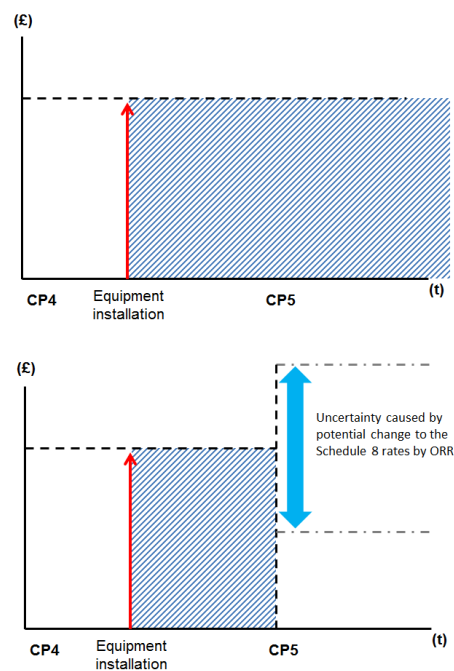 (£)
CP4
Equipment
installation
CP5
(t)
(£)
Uncertainty caused by
potential change to the
Schedule 8 rates by ORR
CP4
Equipment
installation
CP5
(t)